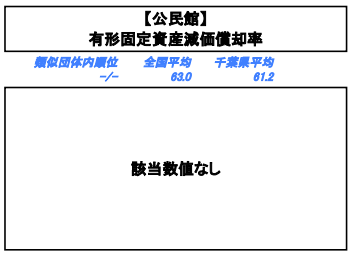 【公民館】
有形固定資産減価償却率
類似団体内順位 全国平均 千葉県平均
-/- 63.0 61.2
該当数値なし